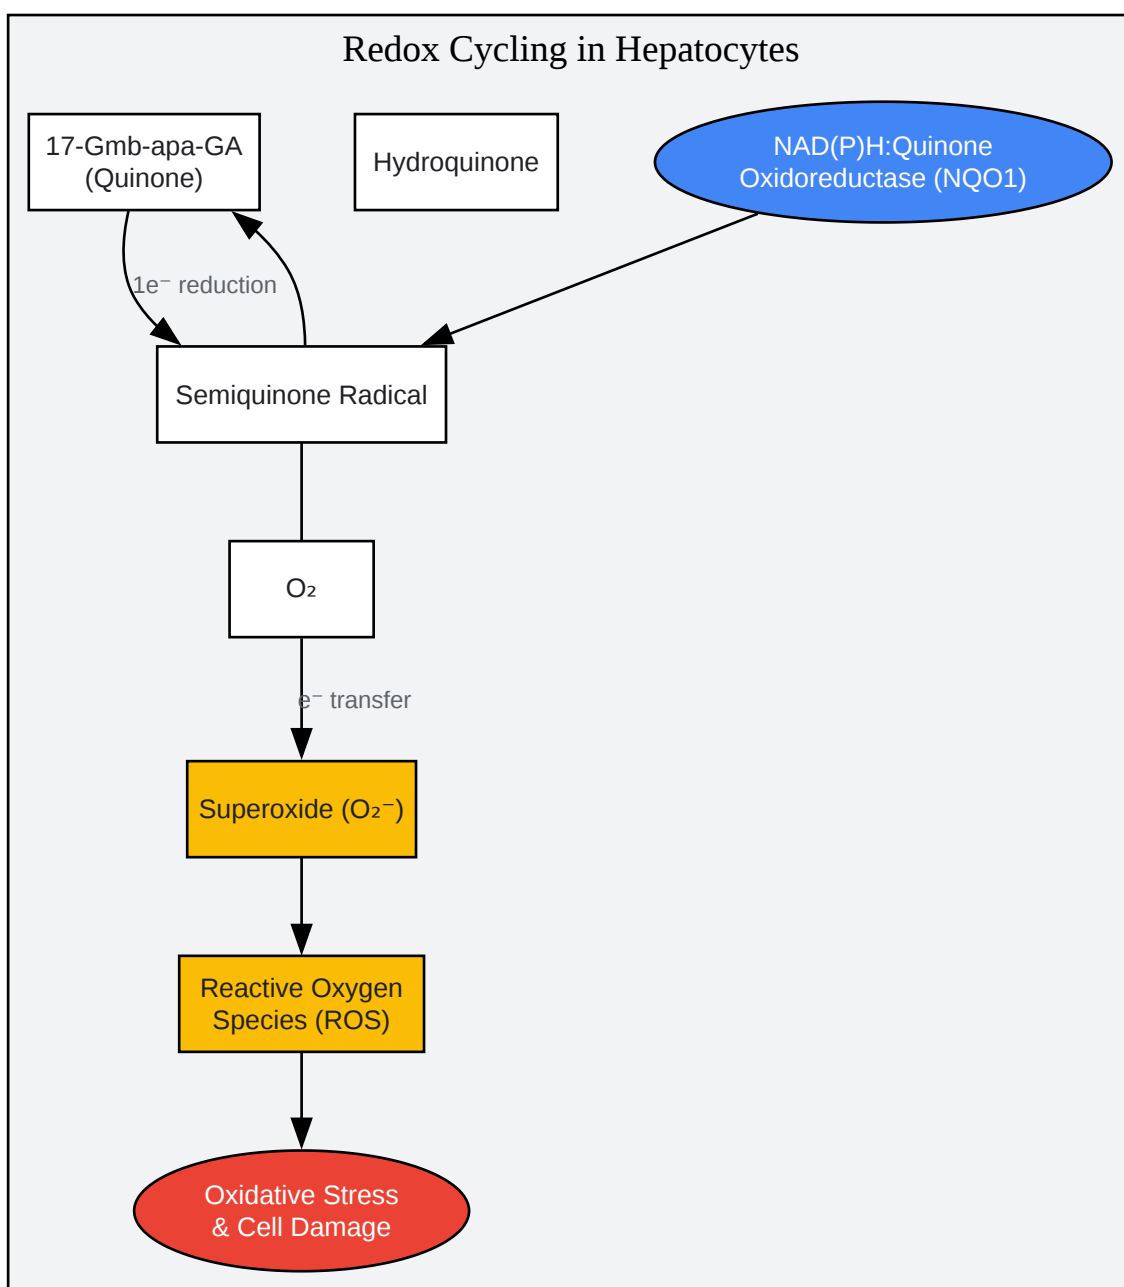 Redox Cycling in Hepatocytes
17-Gmb-apa-GA
(Quinone)
Hydroquinone
NAD(P)H:Quinone
Oxidoreductase (NQO1)
1e⁻ reduction
Semiquinone Radical
O₂
e⁻ transfer
Superoxide (O₂⁻)
Reactive Oxygen
Species (ROS)
Oxidative Stress
& Cell Damage